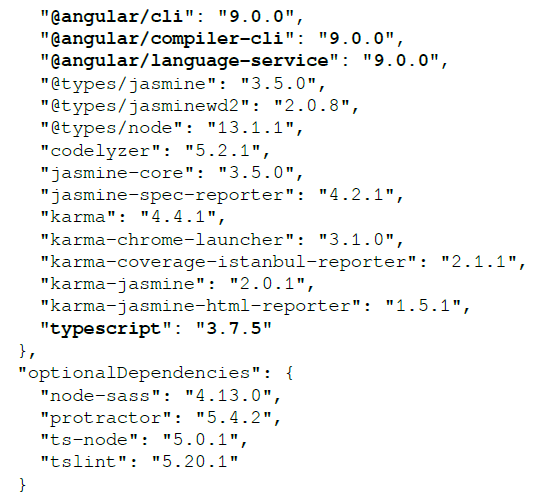 "@angular/cli": "9.0.0",
"@angular/compiler-cli": "9.0.0",
"@angular/language-service": "9.0.0",
"@types/jasmine": "3.5.0",
"@types/jasminewd2": "2.0.8",
"@types/node": "13.1.1",
"codelyzer": "5.2.1",
"jasmine-core": "3.5.0",
"jasmine-spec-reporter": "4.2.1",
"karma": "4.4.1",
"karma-chrome-launcher": "3.1.0",
"karma-coverage-istanbul-reporter": "2.1.1",
"karma-jasmine": "2.0.1",
"karma-jasmine-html-reporter": "1.5.1",
"typescript": "3.7.5"
},
"optionalDependencies": {
"node-sass": "4.13.0",
"protractor": "5.4.2",
"ts-node": "5.0.1",
"tslint": "5.20.1"
}